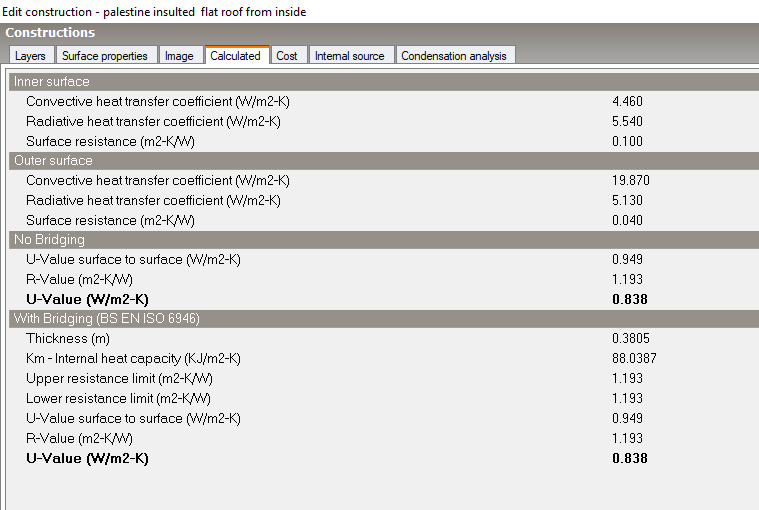 Edit construction - palestine insulted  flat roof from inside
Constructions
Layers Surface properties Image Calculated Cost Internal source Condensation analysis
Inner surface
Convective heat transfer coefficient (W/m2-K) 4.460
Radiative heat transfer coefficient (W/m2-K) 5.540
Surface resistance (m2-K/W) 0.100
Outer surface
Convective heat transfer coefficient (W/m2-K) 19.870
Radiative heat transfer coefficient (W/m2-K) 5.130
Surface resistance (m2-K/W) 0.040
No Bridging
U-Value surface to surface (W/m2-K) 0.949
R-Value (m2-K/W) 1.193
U-Value (W/m2-K) 0.838
With Bridging (BS EN ISO 6946)
Thickness (m) 0.3805
Km - Internal heat capacity (KJ/m2-K) 88.0387
Upper resistance limit (m2-K/W) 1.193
Lower resistance limit (m2-K/W) 1.193
U-Value surface to surface (W/m2-K) 0.949
R-Value (m2-K/W) 1.193
U-Value (W/m2-K) 0.838